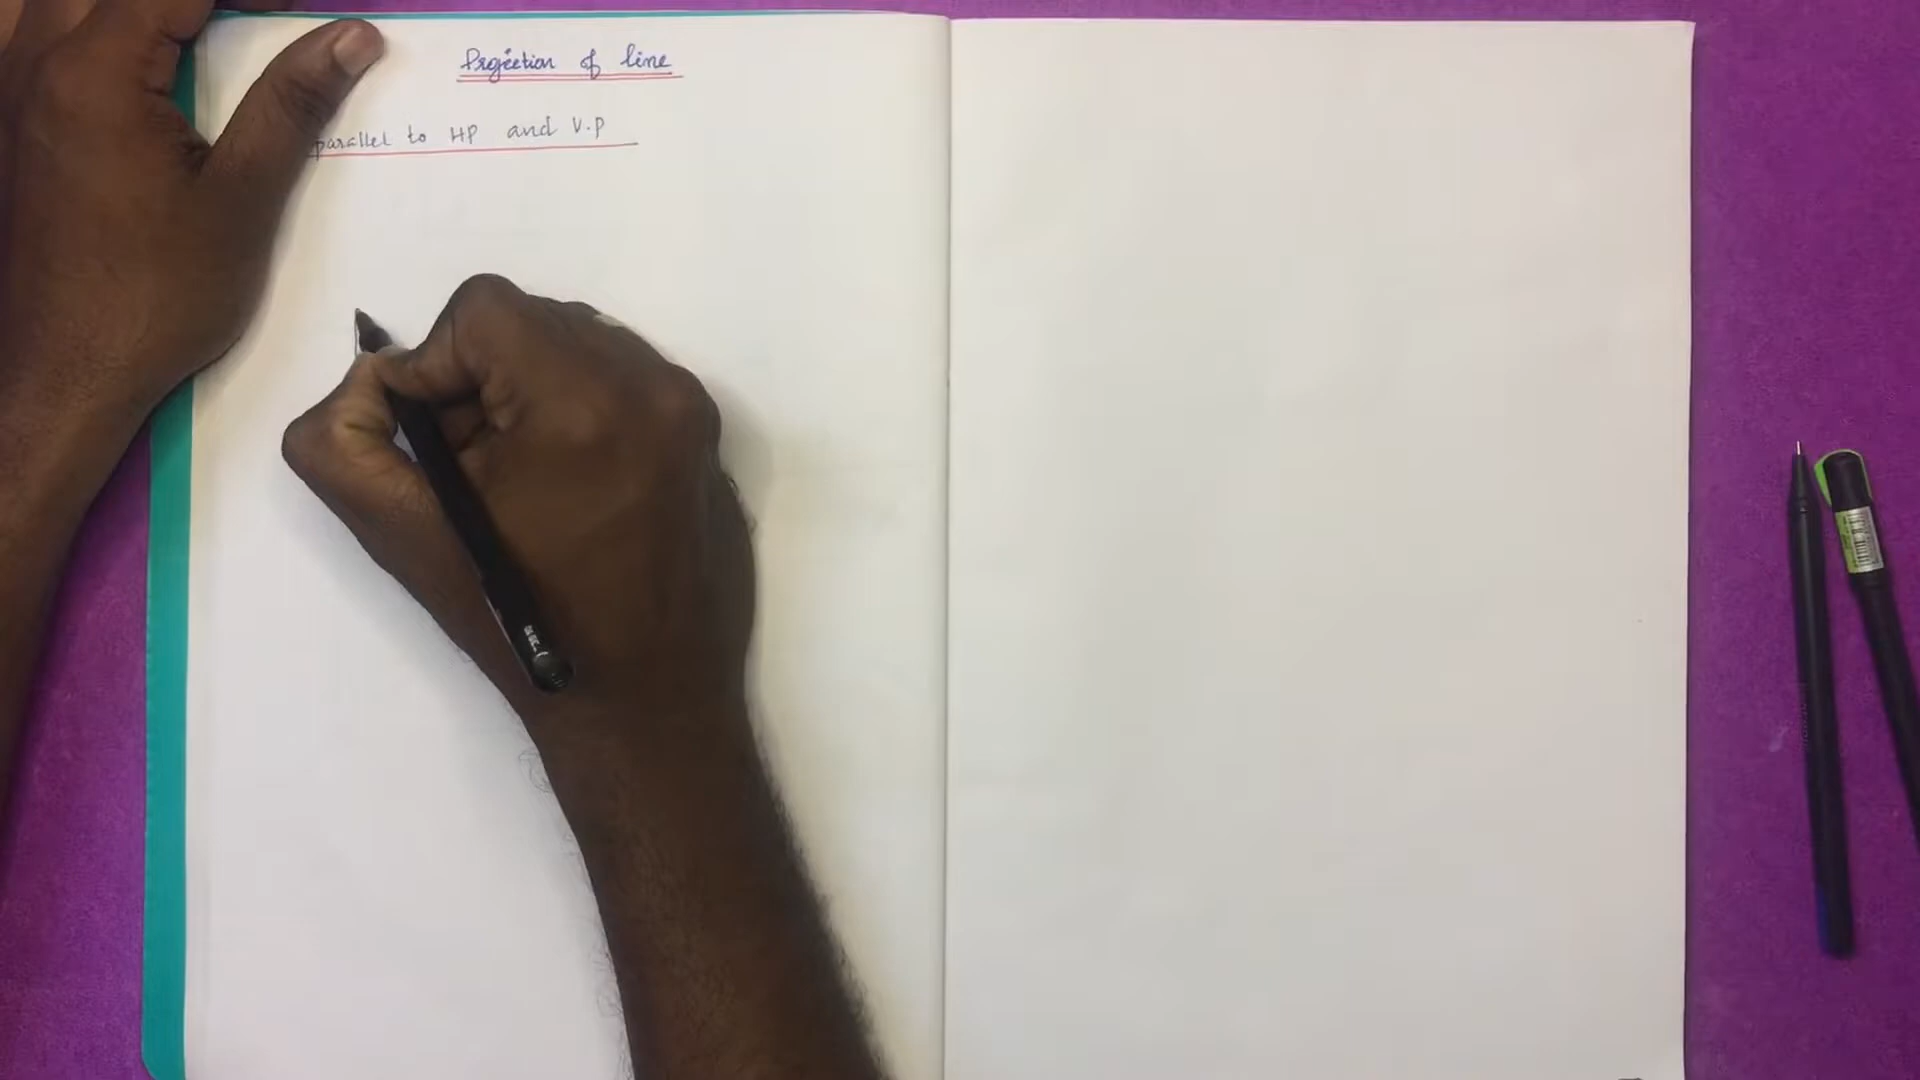 Projection of line
parallel to HP and V.P